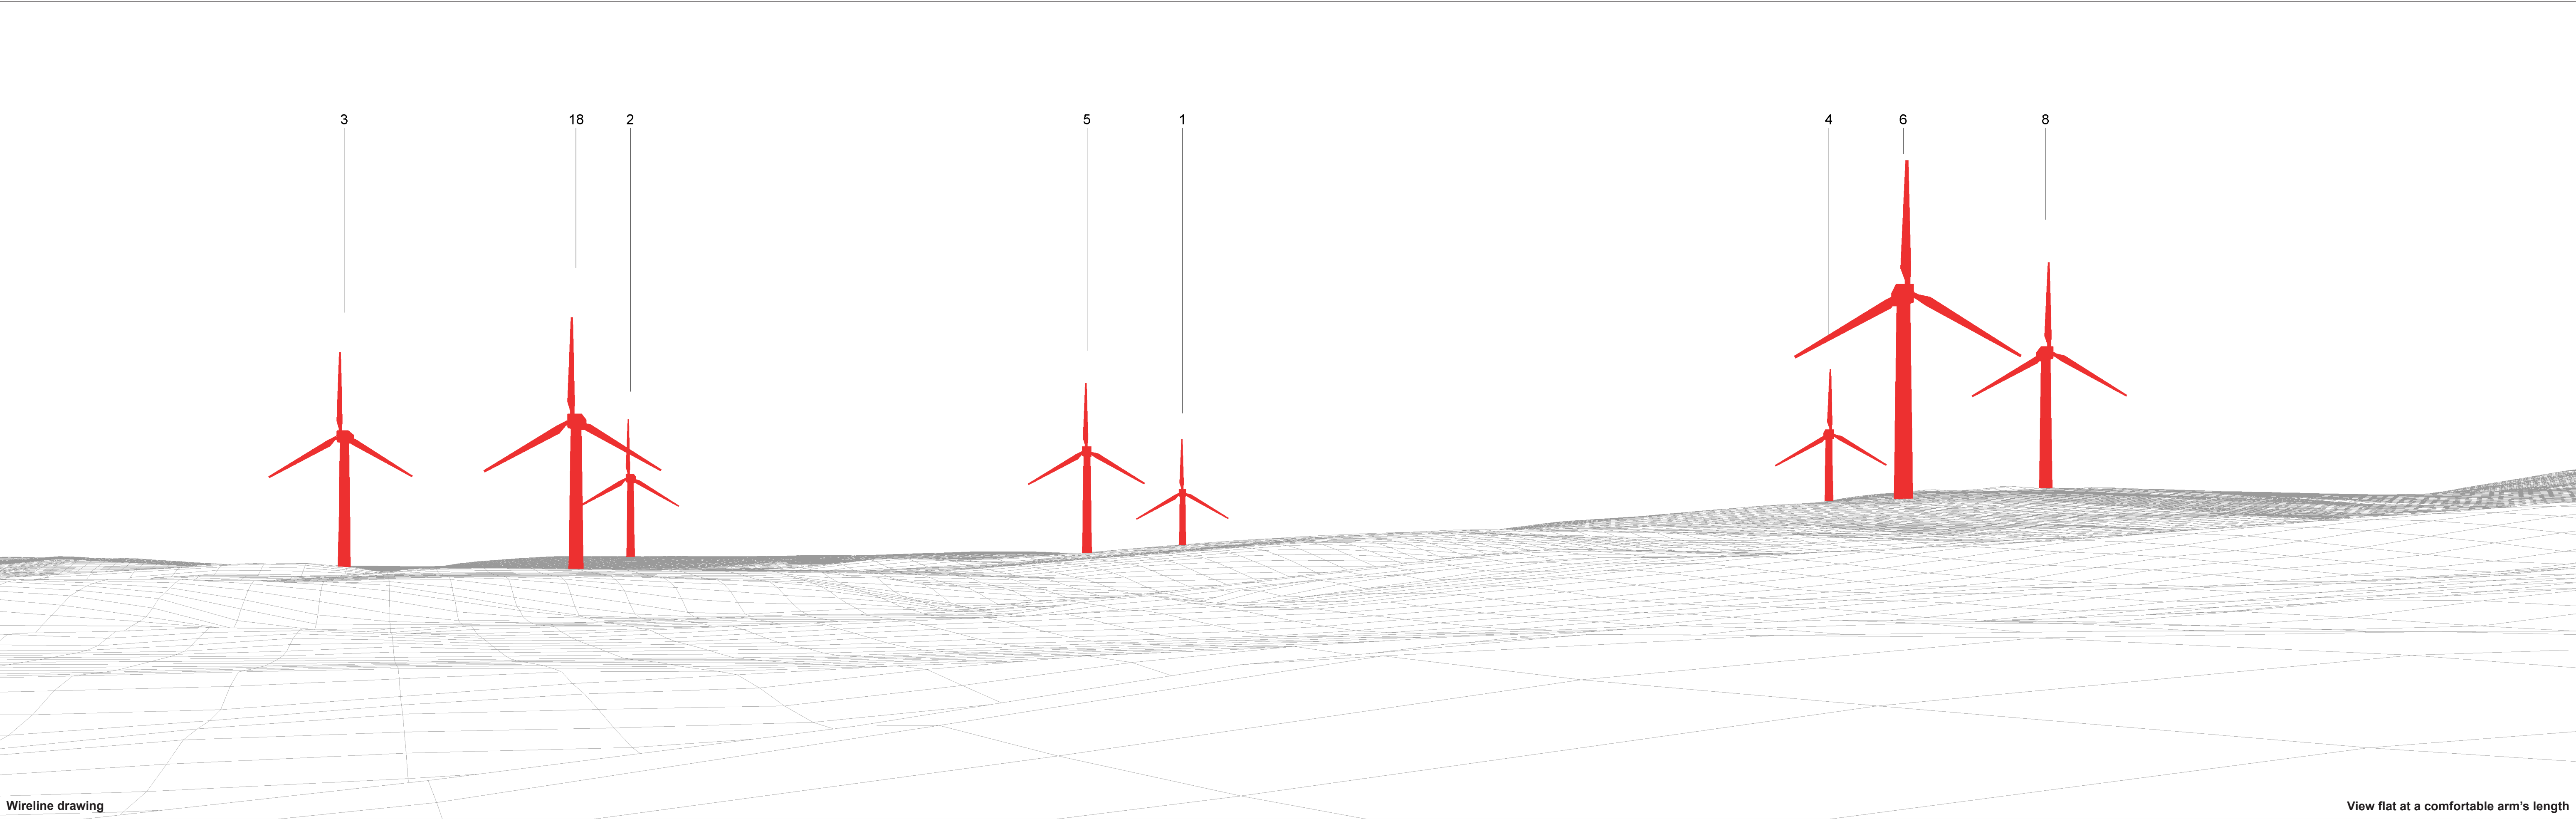 3 18 2 5 1 4 6 8
Wireline drawing
View flat at a comfortable arm’s length